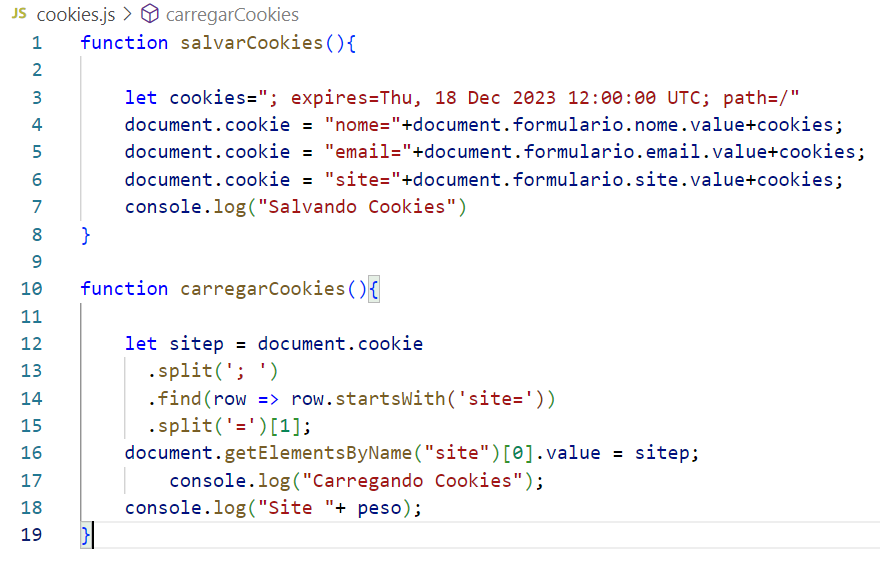 JS cookies.js > carregarCookies
1 function salvarCookies(){
2
3     let cookies="; expires=Thu, 18 Dec 2023 12:00:00 UTC; path=/"
4     document.cookie = "nome="+document.formulario.nome.value+cookies;
5     document.cookie = "email="+document.formulario.email.value+cookies;
6     document.cookie = "site="+document.formulario.site.value+cookies;
7     console.log("Salvando Cookies")
8 }
9
10 function carregarCookies(){
11
12     let sitep = document.cookie
13       .split('; ')
14       .find(row => row.startsWith('site='))
15       .split('=')[1];
16     document.getElementsByName("site")[0].value = sitep;
17         console.log("Carregando Cookies");
18     console.log("Site "+ peso);
19 }